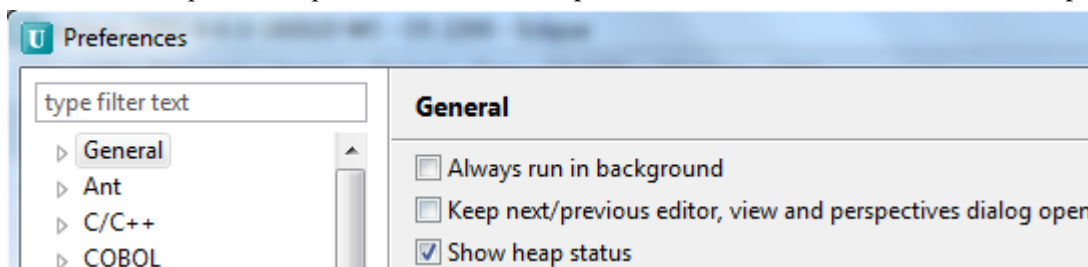 Preferences
type filter text
General
Ant
C/C++
COBOL
General
Always run in background
Keep next/previous editor, view and perspectives dialog open
Show heap status